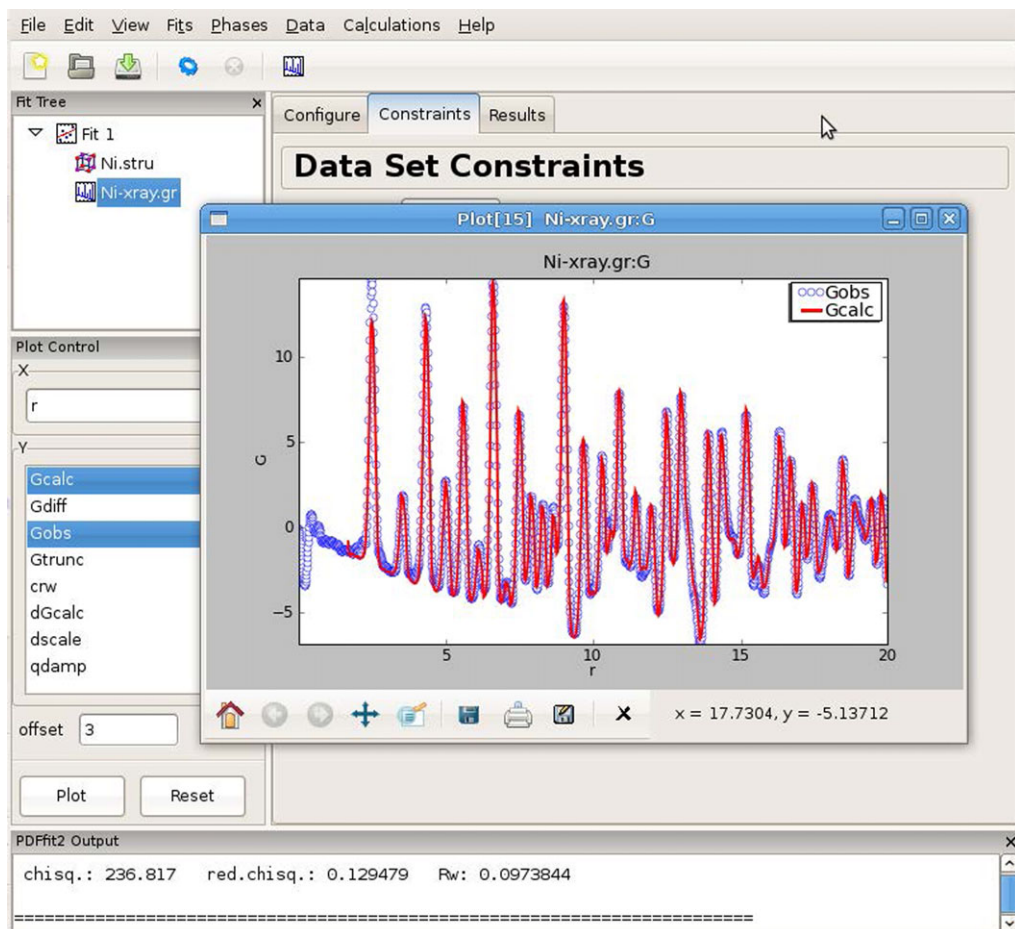 File Edit View Fits Phases Data Calculations Help
Fit Tree
Fit 1
Ni.stru
Ni-xray.gr
Configure Constraints Results
Data Set Constraints
Plot[15] Ni-xray.gr:G
Ni-xray.gr:G
Gobs
Gcalc
10
5
0
−5
G
5 10 15 20
r
x = 17.7304, y = -5.13712
Plot Control
X
r
Y
Gcalc
Gdiff
Gobs
Gtrunc
crw
dGcalc
dscale
qdamp
offset 3
Plot Reset
PDFfit2 Output
chisq.: 236.817 red.chisq.: 0.129479 Rw: 0.0973844